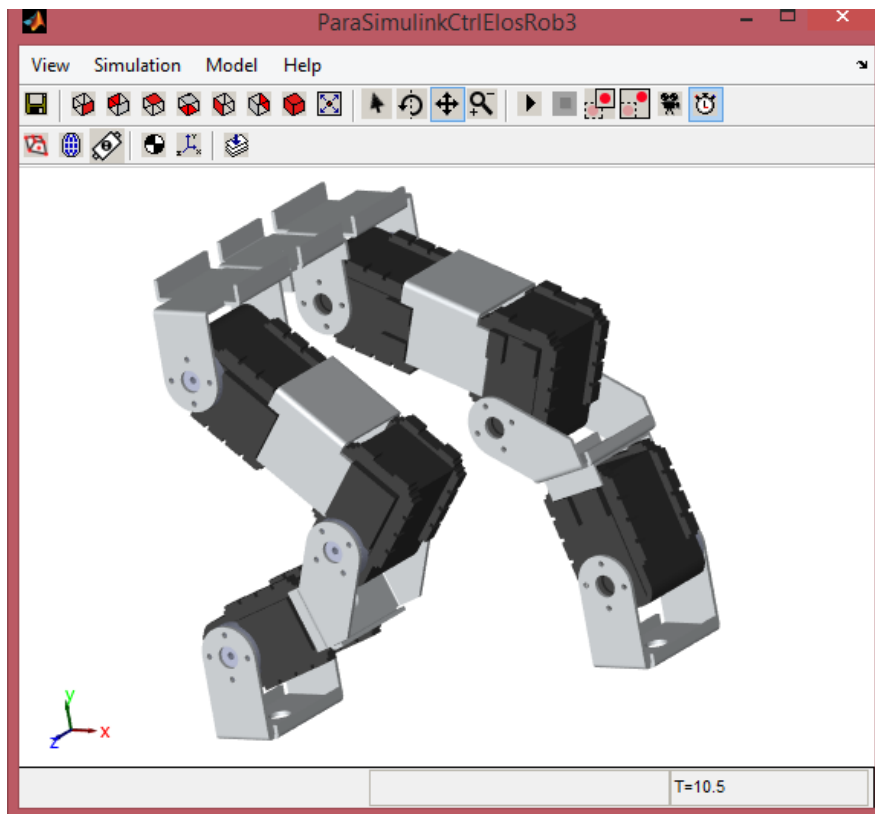 ParaSimulinkCtrlElosRob3
View Simulation Model Help
y
x
z
T=10.5